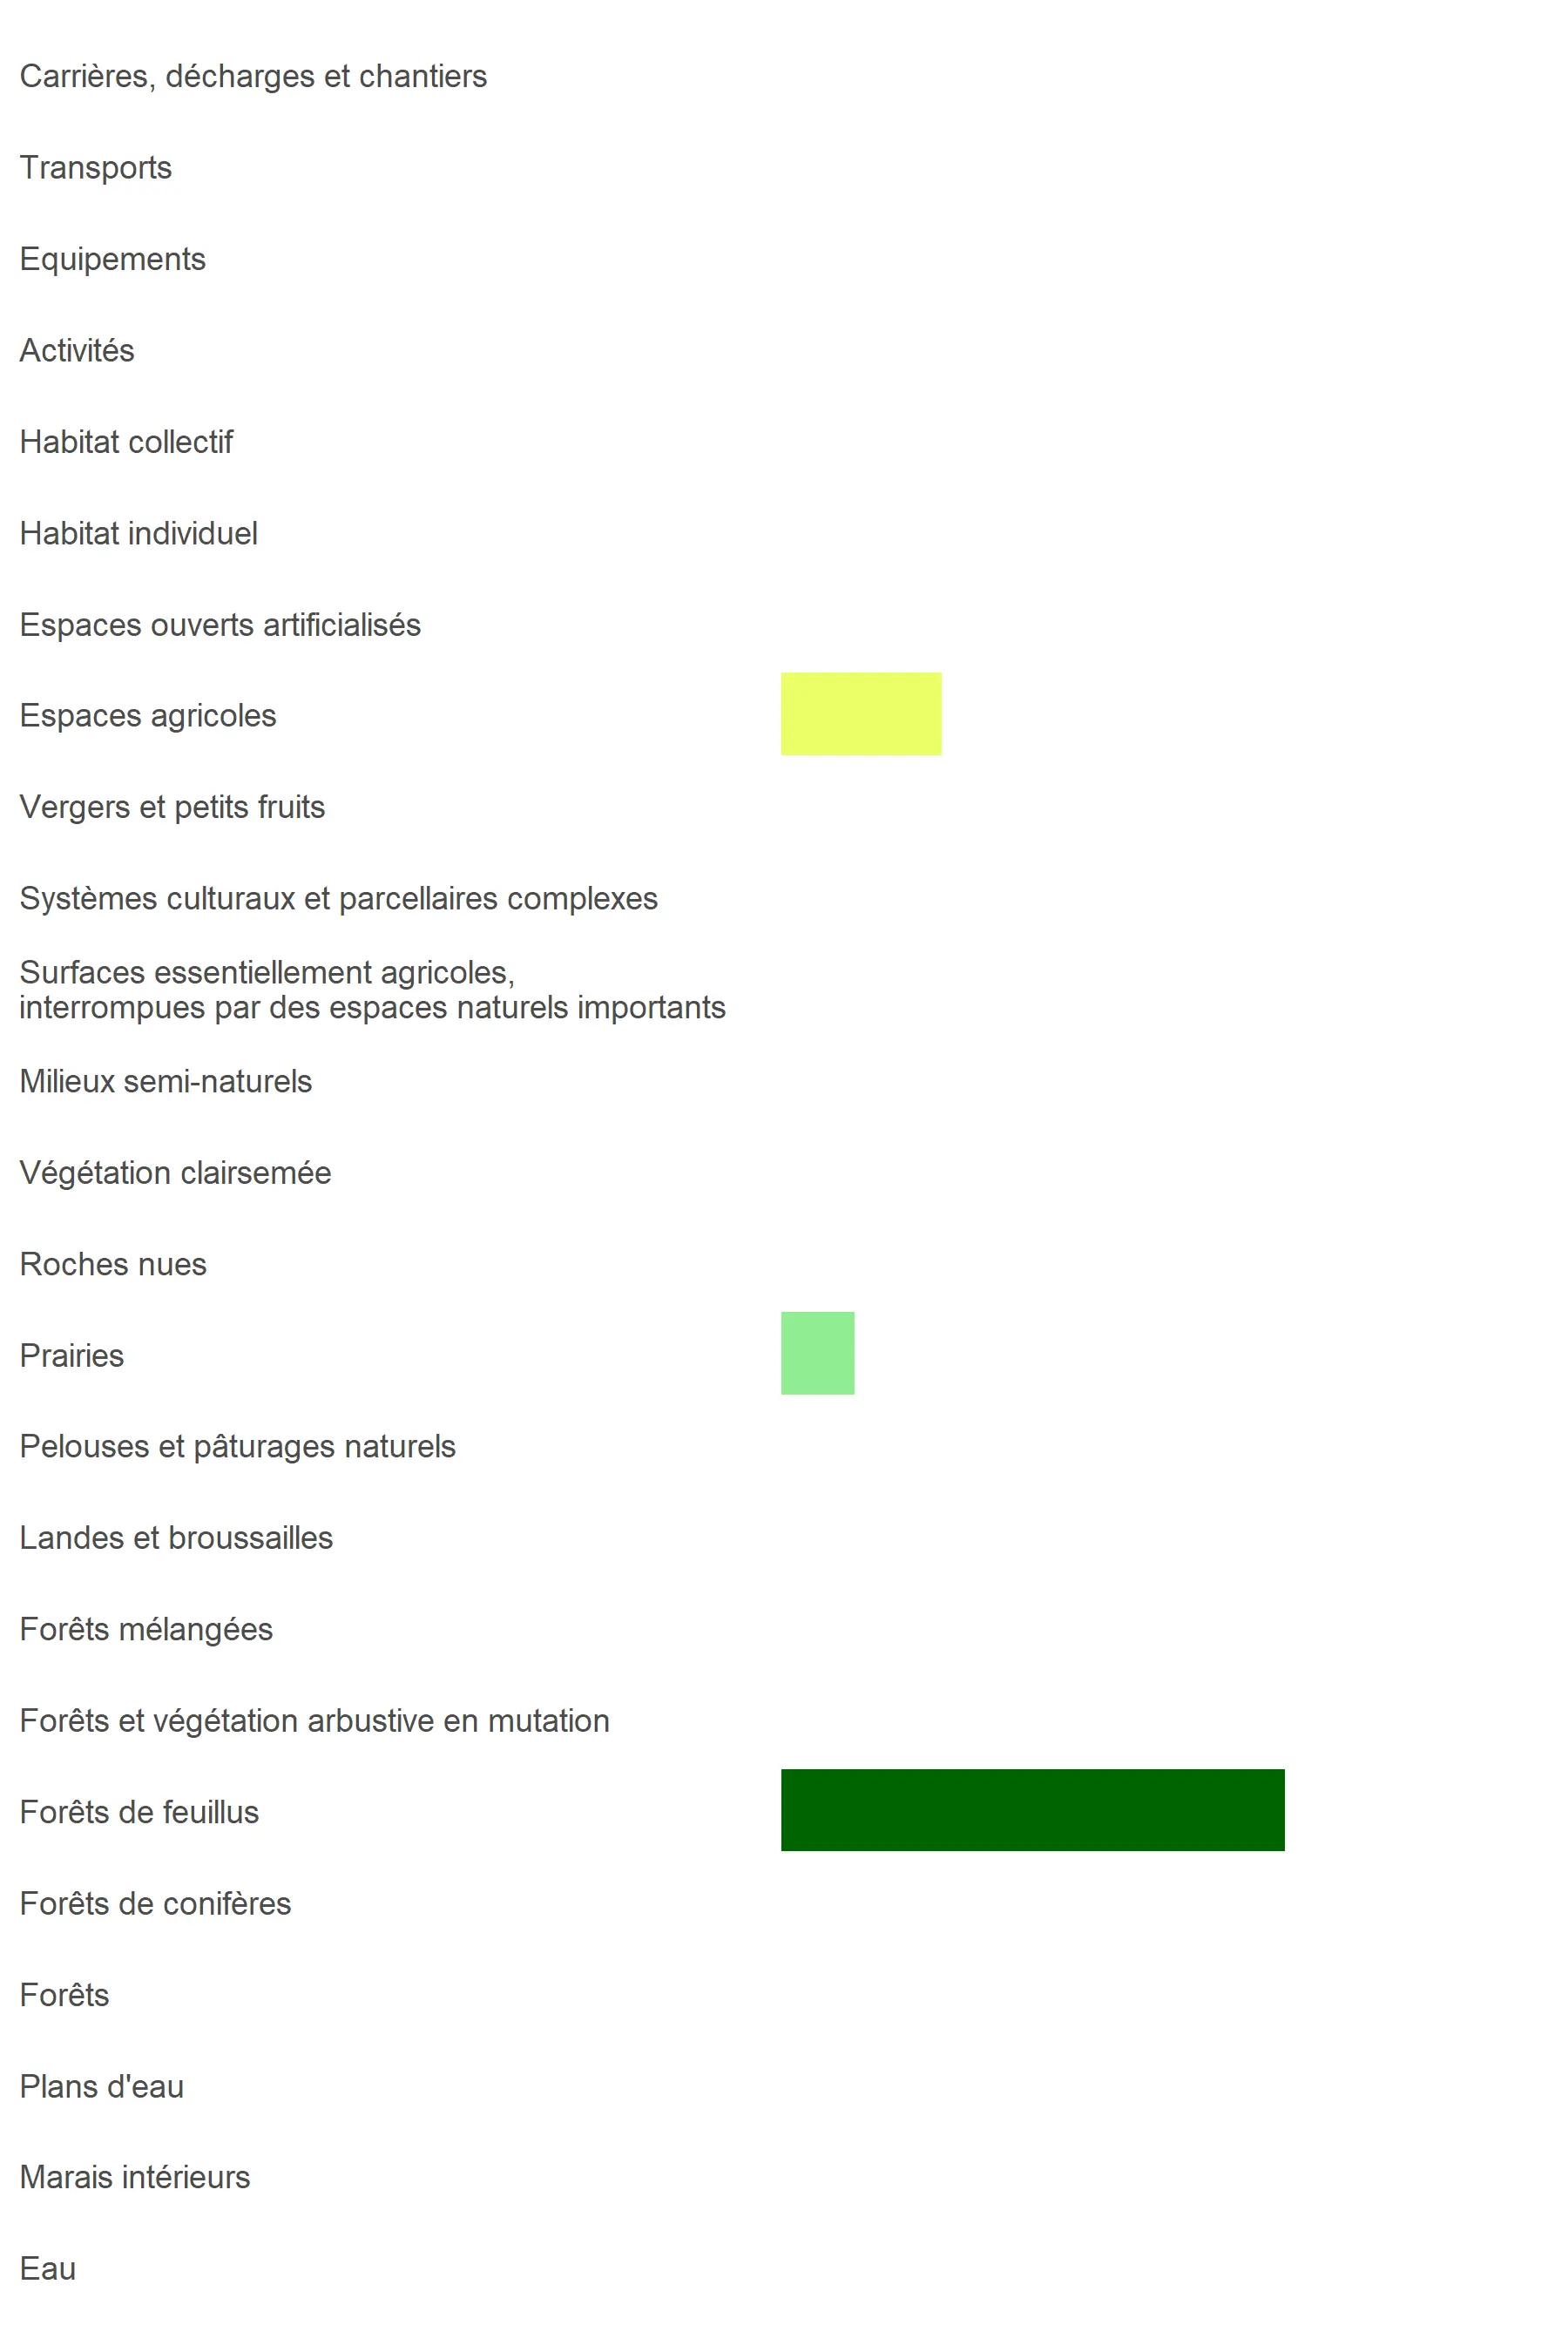 Carrières, décharges et chantiers
Transports
Equipements
Activités
Habitat collectif
Habitat individuel
Espaces ouverts artificialisés
Espaces agricoles
Vergers et petits fruits
Systèmes culturaux et parcellaires complexes
Surfaces essentiellement agricoles,
interrompues par des espaces naturels importants
Milieux semi-naturels
Végétation clairsemée
Roches nues
Prairies
Pelouses et pâturages naturels
Landes et broussailles
Forêts mélangées
Forêts et végétation arbustive en mutation
Forêts de feuillus
Forêts de conifères
Forêts
Plans d'eau
Marais intérieurs
Eau